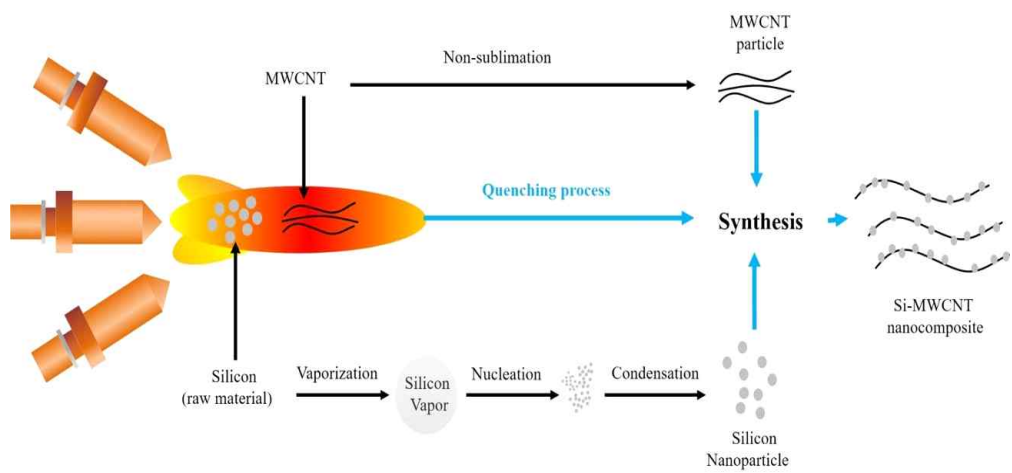 MWCNT
particle
Non-sublimation
MWCNT
Quenching process
Synthesis
Si-MWCNT
nanocomposite
Silicon
(raw material)
Vaporization
Silicon
Vapor
Nucleation
Condensation
Silicon
Nanoparticle